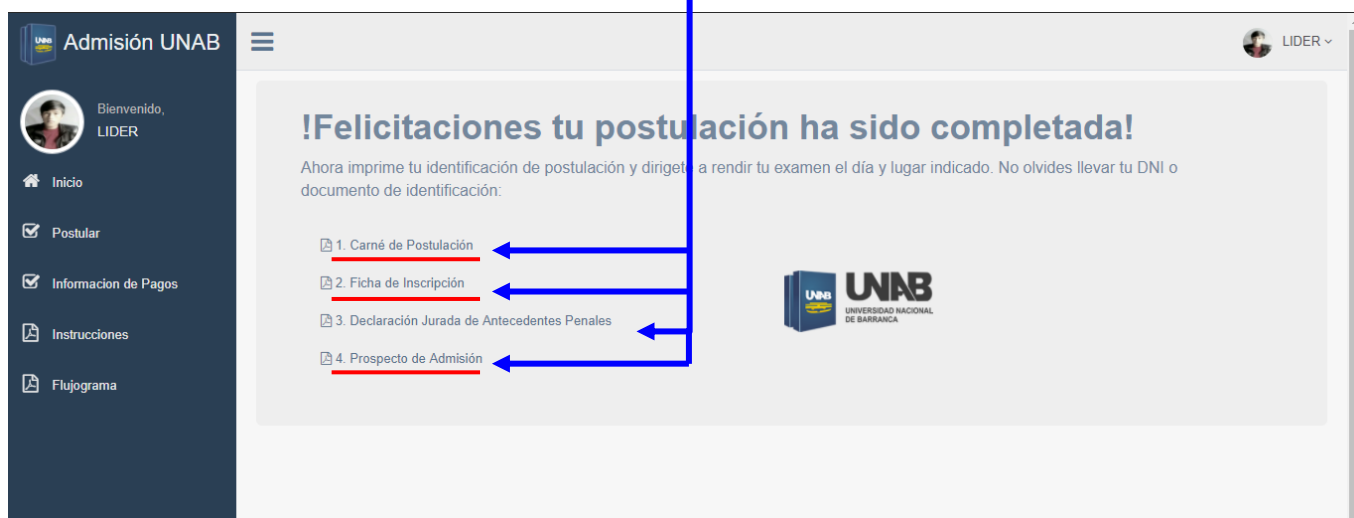 Admisión UNAB
LIDER
Bienvenido,
LIDER
Inicio
Postular
Informacion de Pagos
Instrucciones
Flujograma
!Felicitaciones tu postulación ha sido completada!
Ahora imprime tu identificación de postulación y dirigete a rendir tu examen el día y lugar indicado. No olvides llevar tu DNI o
documento de identificación:
1. Carné de Postulación
2. Ficha de Inscripción
3. Declaración Jurada de Antecedentes Penales
4. Prospecto de Admisión
UNAB
UNAB
UNIVERSIDAD NACIONAL
DE BARRANCA